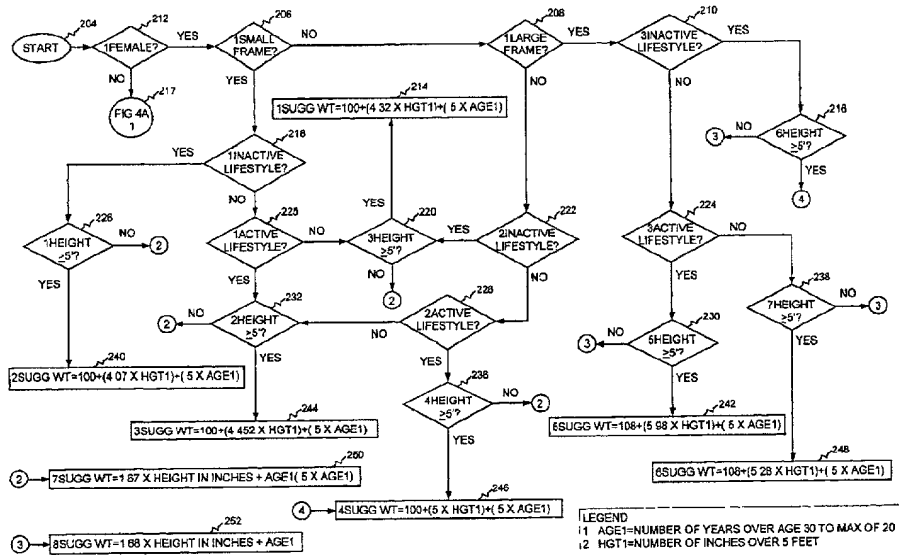 204
START
212
1FEMALE?
YES
NO
217
FIG 4A
1
206
1SMALL
FRAME?
NO
YES
208
1LARGE
FRAME?
YES
NO
210
3INACTIVE
LIFESTYLE?
YES
NO
214
1SUGG WT=100+(4 32 X HGT1)+( 5 X AGE1)
216
6HEIGHT
≥5'?
NO
3
YES
4
218
1INACTIVE
LIFESTYLE?
YES
NO
226
1HEIGHT
≥5'?
NO
2
YES
225
1ACTIVE
LIFESTYLE?
NO
YES
220
3HEIGHT
≥5'?
YES
NO
2
222
2INACTIVE
LIFESTYLE?
NO
224
3ACTIVE
LIFESTYLE?
NO
YES
232
2HEIGHT
≥5'?
2
NO
YES
228
2ACTIVE
LIFESTYLE?
NO
YES
230
5HEIGHT
≥5'?
3
NO
YES
238
7HEIGHT
≥5'?
NO
3
YES
236
4HEIGHT
≥5'?
NO
2
YES
240
2SUGG WT=100+(4 07 X HGT1)+( 5 X AGE1)
244
3SUGG WT=100+(4 452 X HGT1)+( 5 X AGE1)
242
5SUGG WT=108+(5 98 X HGT1)+( 5 X AGE1)
248
6SUGG WT=108+(5 28 X HGT1)+( 5 X AGE1)
250
2
7SUGG WT=1 87 X HEIGHT IN INCHES + AGE1( 5 X AGE1)
246
4
4SUGG WT=100+(5 X HGT1)+( 5 X AGE1)
252
3
8SUGG WT=1 68 X HEIGHT IN INCHES + AGE1
LEGEND
1 AGE1=NUMBER OF YEARS OVER AGE 30 TO MAX OF 20
2 HGT1=NUMBER OF INCHES OVER 5 FEET